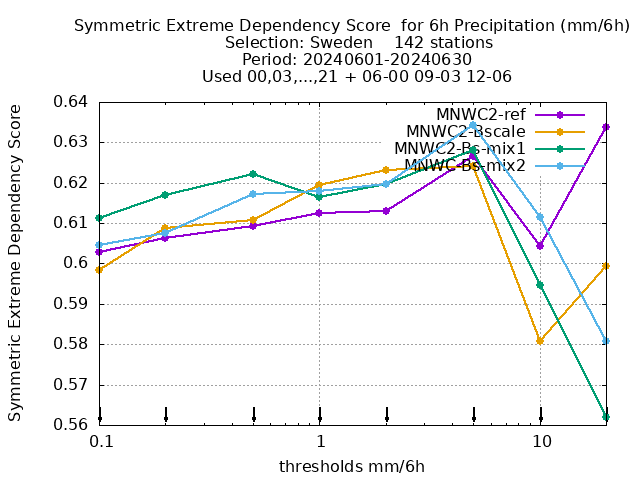 Symmetric Extreme Dependency Score  for 6h Precipitation (mm/6h)
Selection: Sweden    142 stations
Period: 20240601-20240630
Used 00,03,...,21 + 06-00 09-03 12-06
Symmetric Extreme Dependency Score
0.64
0.63
0.62
0.61
0.6
0.59
0.58
0.57
0.56
MNWC2-ref
MNWC2-Bscale
MNWC2-Bs-mix1
MNWC-Bs-mix2
0.1
1
10
thresholds mm/6h